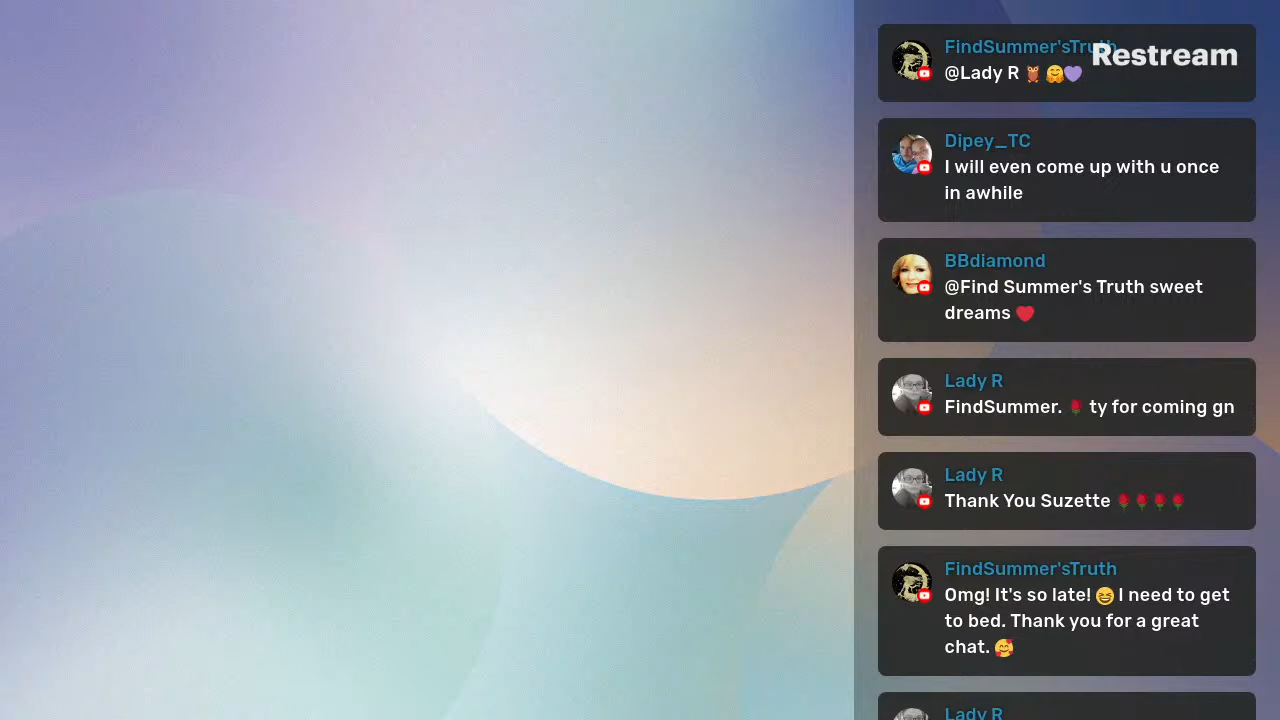 FindSummer'sTruth
Restream
@Lady R 🦉 🤗💜
Dipey_TC
I will even come up with u once
in awhile
BBdiamond
@Find Summer's Truth sweet
dreams ❤️
Lady R
FindSummer. 🌹 ty for coming gn
Lady R
Thank You Suzette 🌹🌹🌹🌹
FindSummer'sTruth
Omg! It's so late! 😆 I need to get
to bed. Thank you for a great
chat. 🥰
Lady R